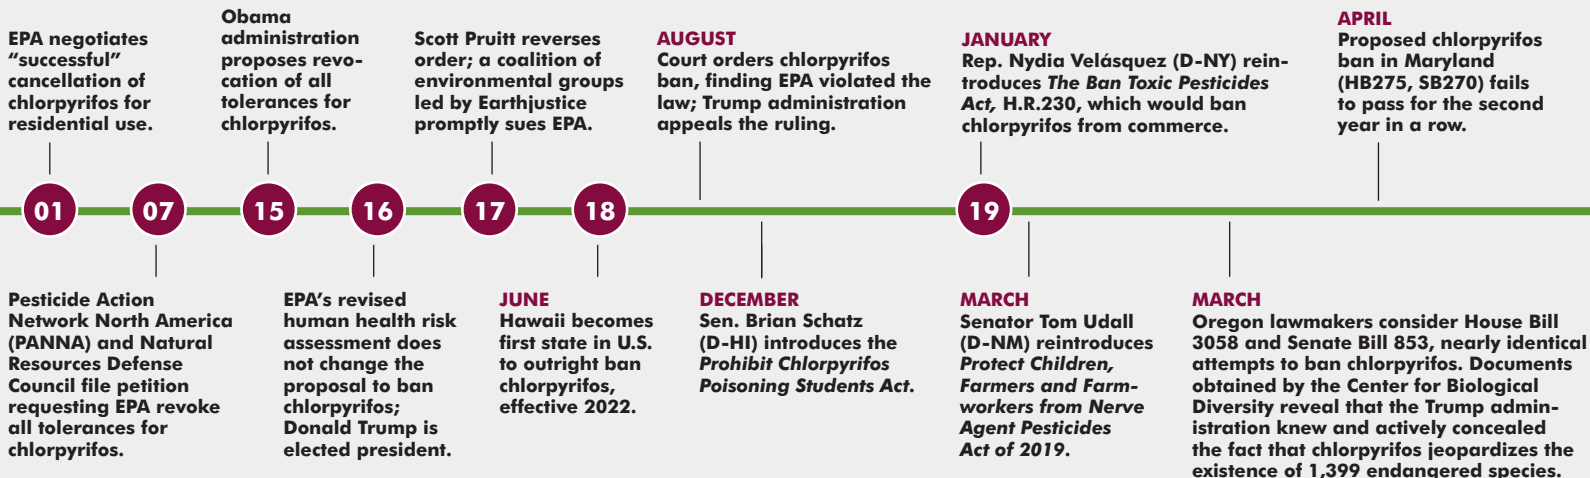 EPA negotiates
“successful”
cancellation of
chlorpyrifos for
residential use.
Obama
administration
proposes revo-
cation of all
tolerances for
chlorpyrifos.
Scott Pruitt reverses
order; a coalition of
environmental groups
led by Earthjustice
promptly sues EPA.
AUGUST
Court orders chlorpyrifos
ban, finding EPA violated the
law; Trump administration
appeals the ruling.
JANUARY
Rep. Nydia Velásquez (D-NY) rein-
troduces The Ban Toxic Pesticides
Act, H.R.230, which would ban
chlorpyrifos from commerce.
APRIL
Proposed chlorpyrifos
ban in Maryland
(HB275, SB270) fails
to pass for the second
year in a row.
01
07
15
16
17
18
19
Pesticide Action
Network North America
(PANNA) and Natural
Resources Defense
Council file petition
requesting EPA revoke
all tolerances for
chlorpyrifos.
EPA’s revised
human health risk
assessment does
not change the
proposal to ban
chlorpyrifos;
Donald Trump is
elected president.
JUNE
Hawaii becomes
first state in U.S.
to outright ban
chlorpyrifos,
effective 2022.
DECEMBER
Sen. Brian Schatz
(D-HI) introduces the
Prohibit Chlorpyrifos
Poisoning Students Act.
MARCH
Senator Tom Udall
(D-NM) reintroduces
Protect Children,
Farmers and Farm-
workers from Nerve
Agent Pesticides
Act of 2019.
MARCH
Oregon lawmakers consider House Bill
3058 and Senate Bill 853, nearly identical
attempts to ban chlorpyrifos. Documents
obtained by the Center for Biological
Diversity reveal that the Trump admin-
istration knew and actively concealed
the fact that chlorpyrifos jeopardizes the
existence of 1,399 endangered species.